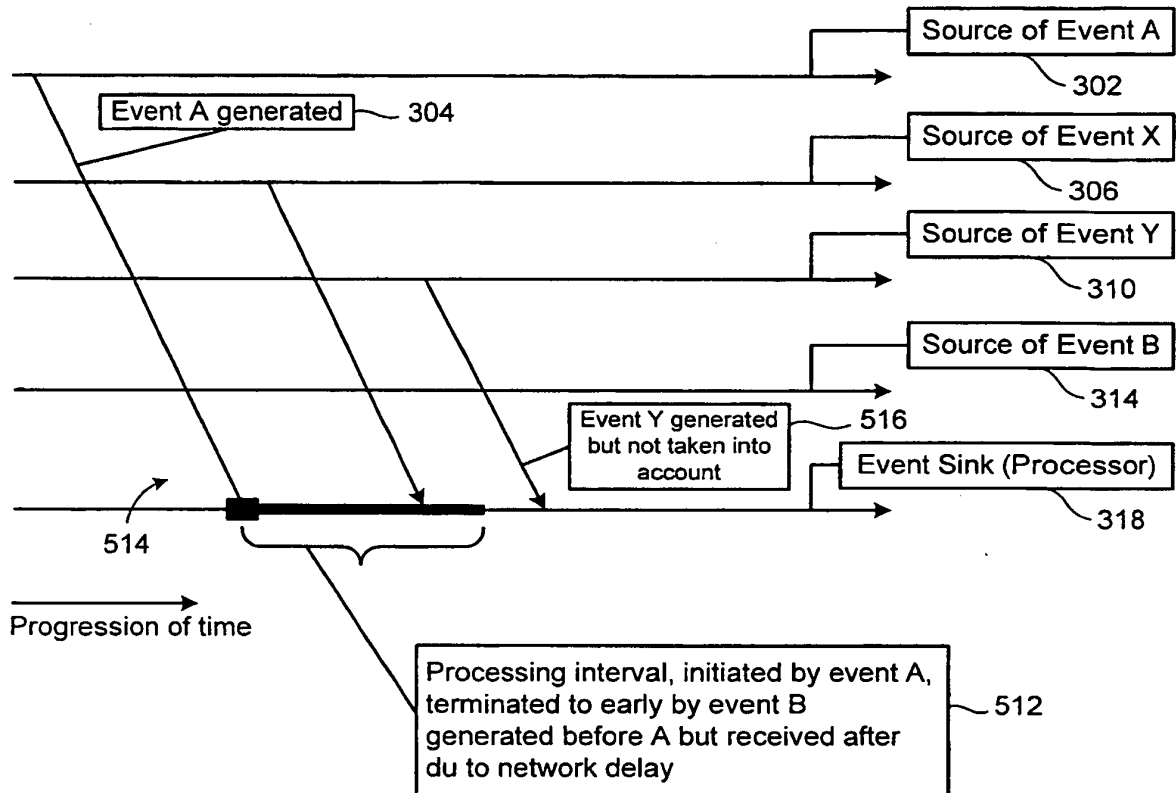 Source of Event A
302
Event A generated
304
Source of Event X
306
Source of Event Y
310
Source of Event B
314
Event Y generated
but not taken into
account
516
Event Sink (Processor)
318
514
Progression of time
Processing interval, initiated by event A,
terminated to early by event B
generated before A but received after
du to network delay
512